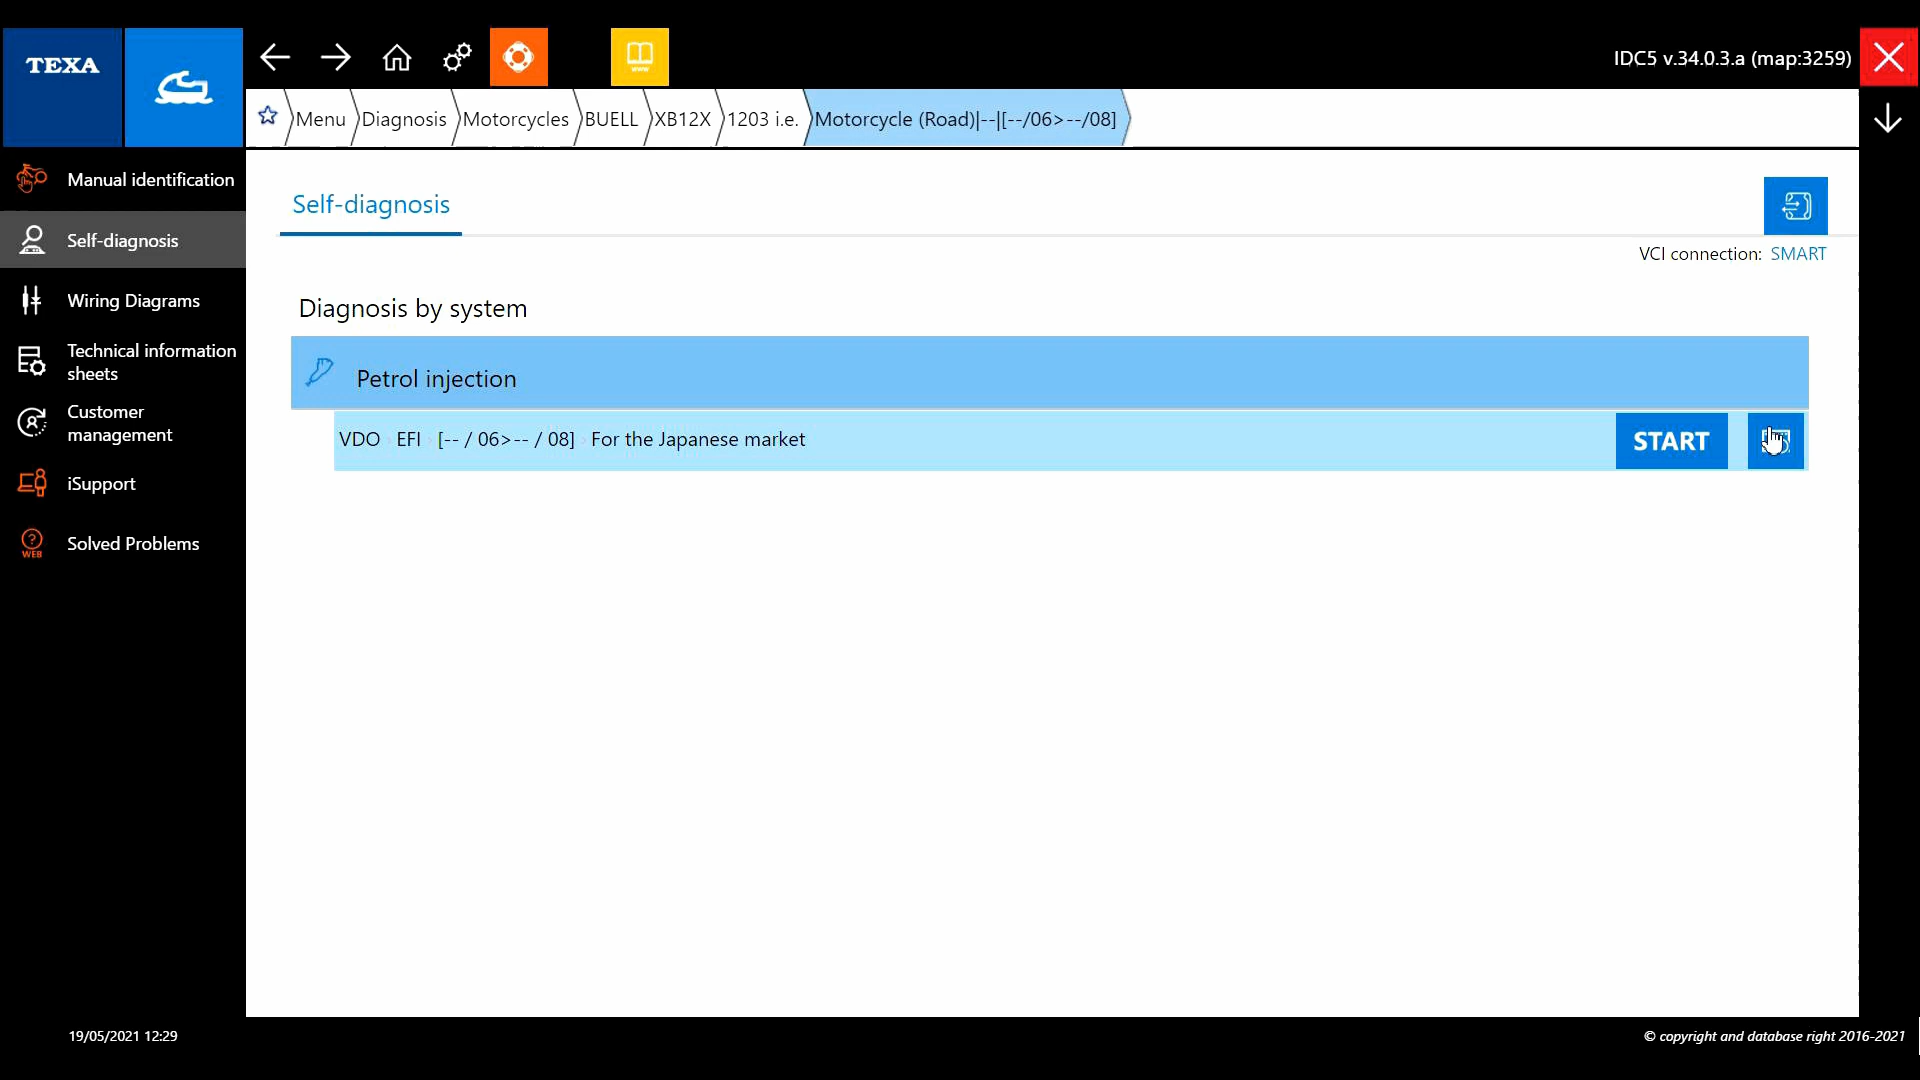 TEXA
IDC5 v.34.0.3.a (map:3259)
Menu Diagnosis Motorcycles BUELL XB12X 1203 i.e. Motorcycle (Road)|--|[--/06>--/08]
Manual identification
Self-diagnosis
Wiring Diagrams
Technical information
sheets
Customer
management
iSupport
WEB
Solved Problems
www
Self-diagnosis
VCI connection: SMART
Diagnosis by system
Petrol injection
VDO EFI [-- / 06>-- / 08] For the Japanese market
START
19/05/2021 12:29
© copyright and database right 2016-2021